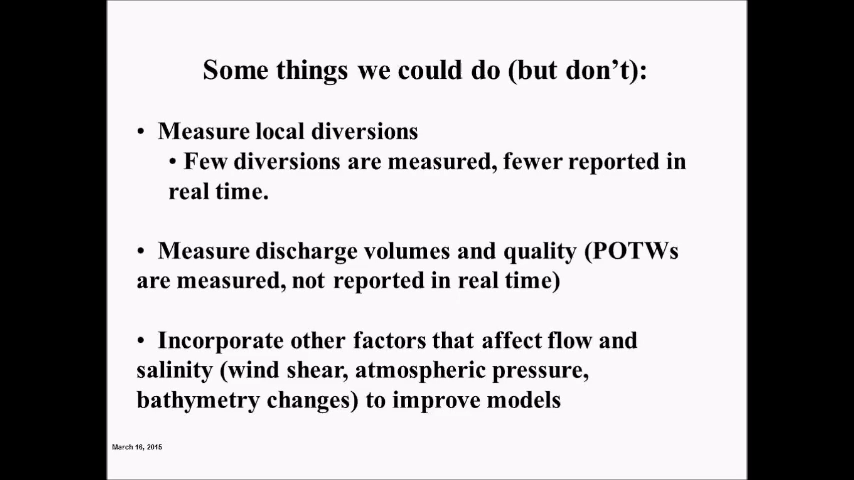 Some things we could do (but don't):
• Measure local diversions
• Few diversions are measured, fewer reported in
real time.
• Measure discharge volumes and quality (POTWs
are measured, not reported in real time)
• Incorporate other factors that affect flow and
salinity (wind shear, atmospheric pressure,
bathymetry changes) to improve models
March 16, 2015